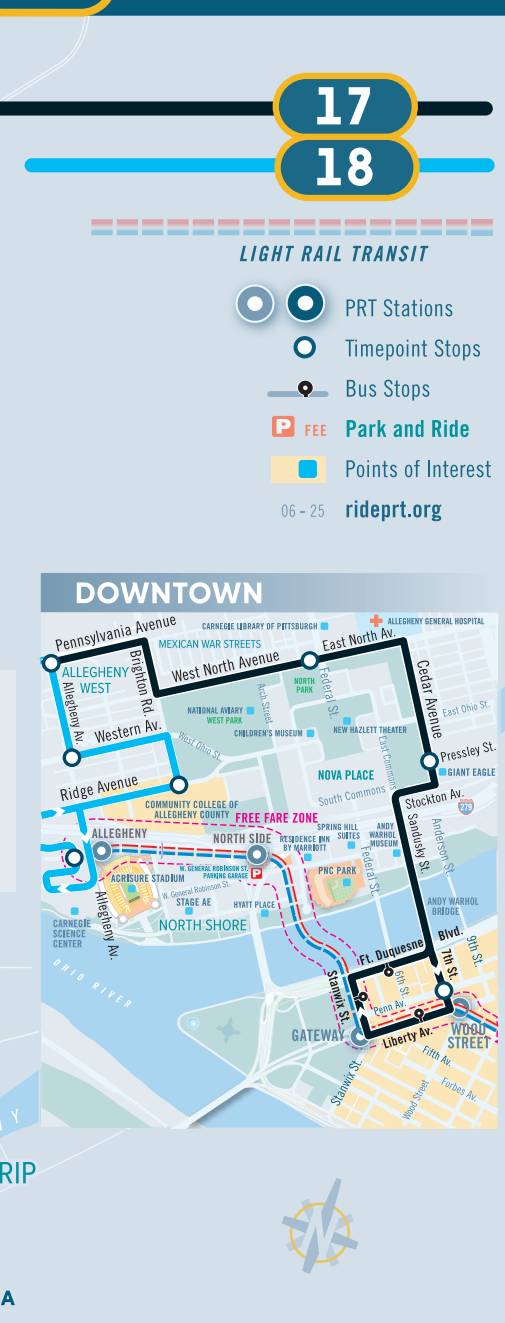 17
18
LIGHT RAIL TRANSIT
PRT Stations
Timepoint Stops
Bus Stops
P FEE Park and Ride
Points of Interest
06 - 25 rideprt.org
DOWNTOWN
Pennsylvania Avenue
CARNEGIE LIBRARY OF PITTSBURGH
ALLEGHENY GENERAL HOSPITAL
MEXICAN WAR STREETS
East North Av.
ALLEGHENY
WEST
Brighton Rd.
West North Avenue
Cedar Avenue
Allegheny Av.
NORTH
PARK
Federal St.
Arch Street
NATIONAL AVIARY
WEST PARK
East Ohio St.
Western Av.
West Ohio St.
CHILDREN'S MUSEUM
NEW HAZLETT THEATER
East Commons
Pressley St.
GIANT EAGLE
NOVA PLACE
Ridge Avenue
South Commons
Stockton Av.
279
COMMUNITY COLLEGE OF
ALLEGHENY COUNTY
FREE FARE ZONE
Sandusky St.
Anderson St.
ALLEGHENY
NORTH SIDE
SPRING HILL
SUITES
RESIDENCE INN
BY MARRIOTT
ANDY
WARHOL
MUSEUM
Federal St.
ACRISURE STADIUM
W. GENERAL ROBINSON ST.
PARKING GARAGE P
PNC PARK
W. General Robinson St.
STAGE AE
HYATT PLACE
ANDY WARHOL
BRIDGE
Allegheny Av.
CARNEGIE
SCIENCE
CENTER
NORTH SHORE
OHIO RIVER
Ft. Duquesne Blvd.
9th St.
7th St.
6th St.
Stanwix St.
Penn Av.
GATEWAY
Liberty Av.
WOOD
STREET
Fifth Av.
Stanwix St.
Wood Street
Forbes Av.
Y
RIP
N
A